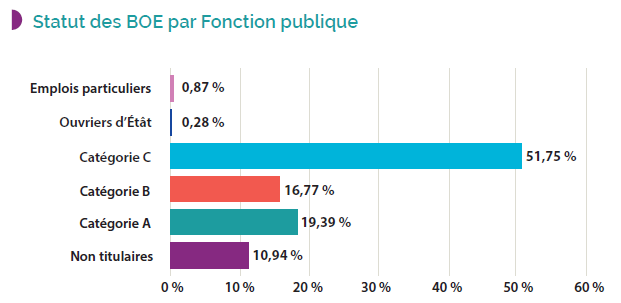 Statut des BOE par Fonction publique
Emplois particuliers 0,87 %
Ouvriers d'Étât 0,28 %
Catégorie C 51,75 %
Catégorie B 16,77 %
Catégorie A 19,39 %
Non titulaires 10,94 %
0 % 10 % 20 % 30 % 40 % 50 % 60 %